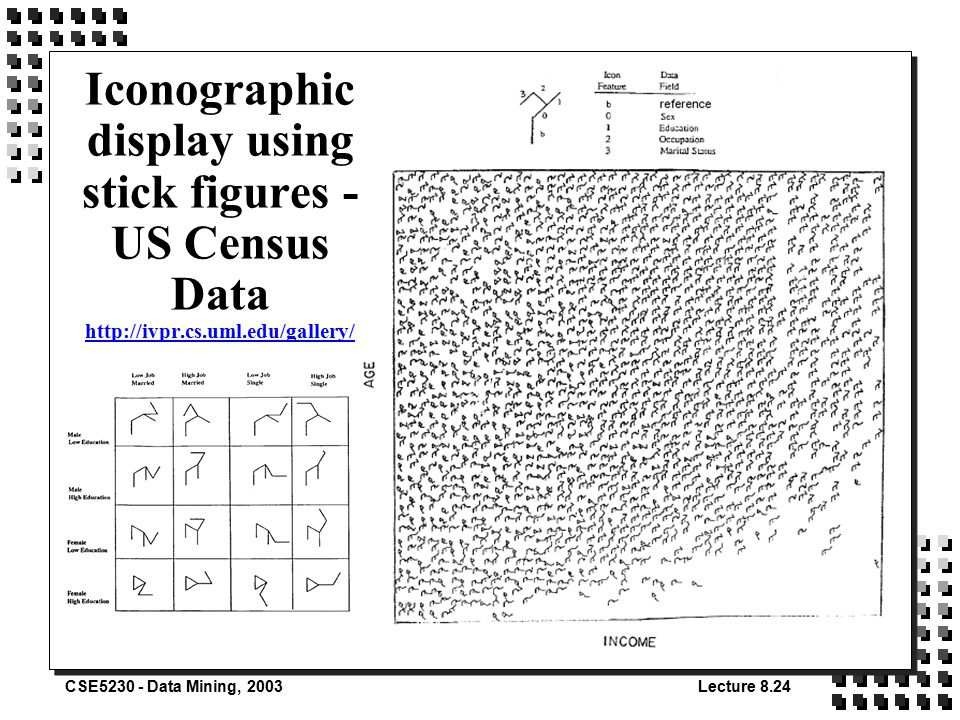 Iconographic
display using
stick figures -
US Census
Data
http://ivpr.cs.uml.edu/gallery/
Icon Data
Feature Field
b reference
0 Sex
1 Education
2 Occupation
3 Marital Status
3 2 1
0
b
AGE
INCOME
Low Job High Job Low Job High Job
Married Married Single Single
Male
Low Education
Male
High Education
Female
Low Education
Female
High Education
CSE5230 - Data Mining, 2003 Lecture 8.24